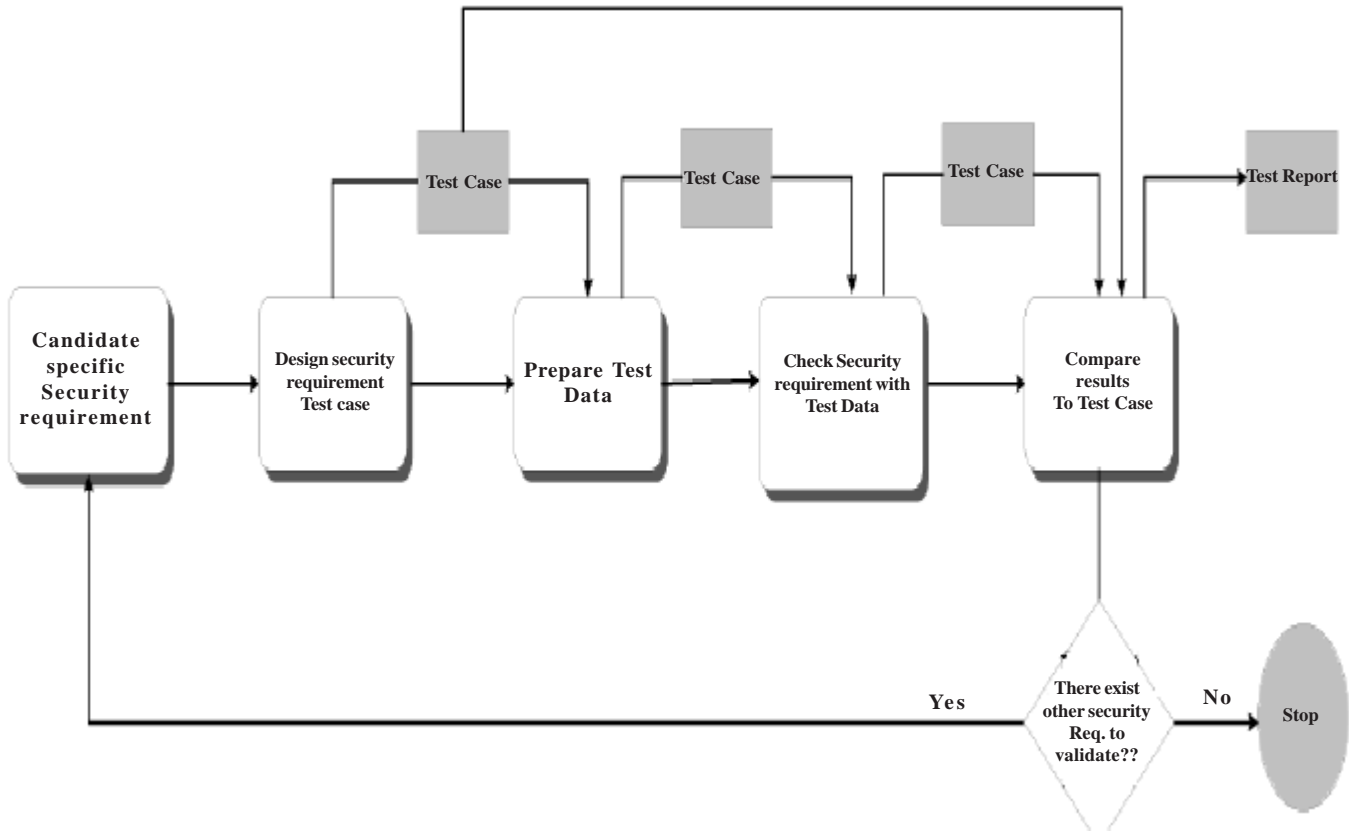 Test Case
Test Case
Test Case
Test Report
Candidate
specific
Security
requirement
Design security
requirement
Test case
Prepare Test
Data
Check Security
requirement with
Test Data
Compare
results
To Test Case
Yes
There exist
other security
Req. to
validate??
No
Stop